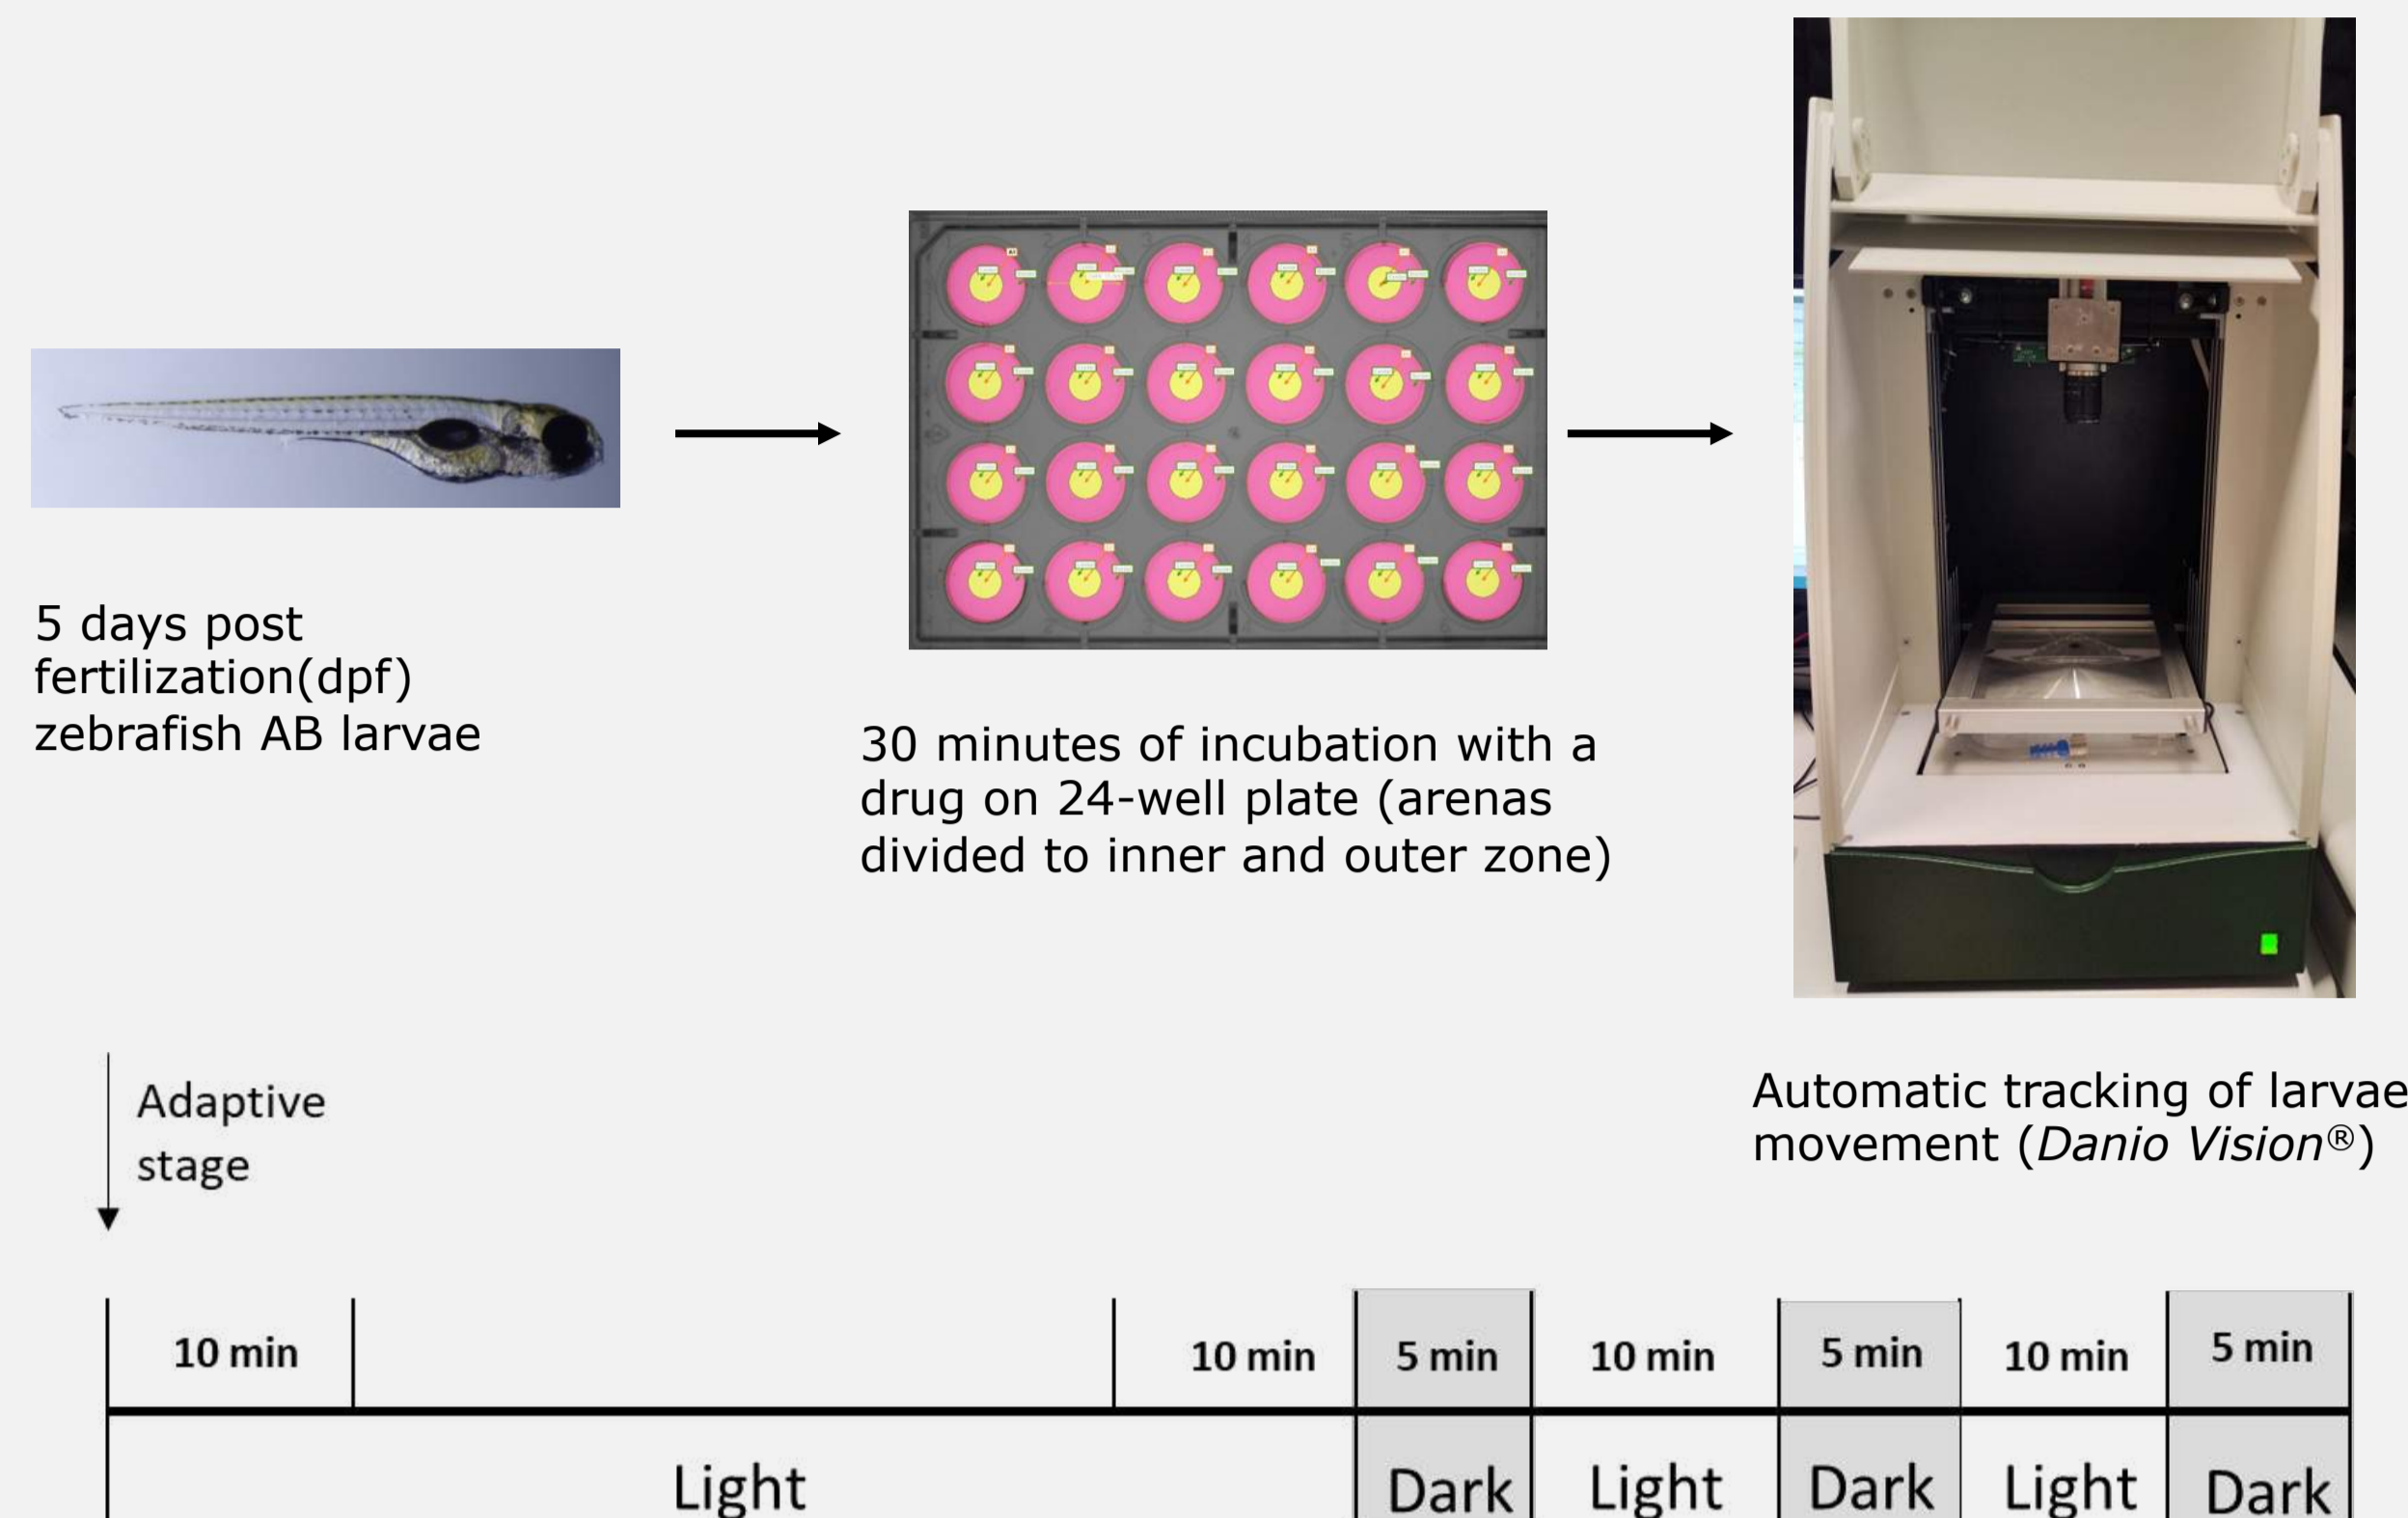 5 days post
fertilization(dpf)
zebrafish AB larvae
30 minutes of incubation with a
drug on 24-well plate (arenas
divided to inner and outer zone)
Automatic tracking of larvae
movement (Danio Vision®)
Adaptive
stage
10 min 10 min 5 min 10 min 5 min 10 min 5 min
Light Dark Light Dark Light Dark